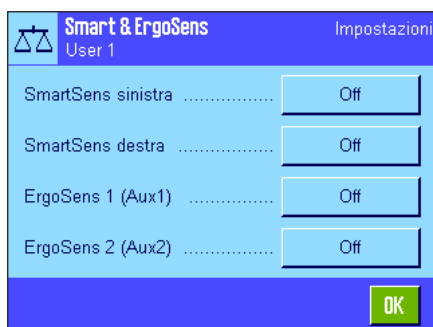 Smart & ErgoSens
Impostazioni
User 1
SmartSens sinistra ................. Off
SmartSens destra ................. Off
ErgoSens 1 (Aux1) ................ Off
ErgoSens 2 (Aux2) ................. Off
OK